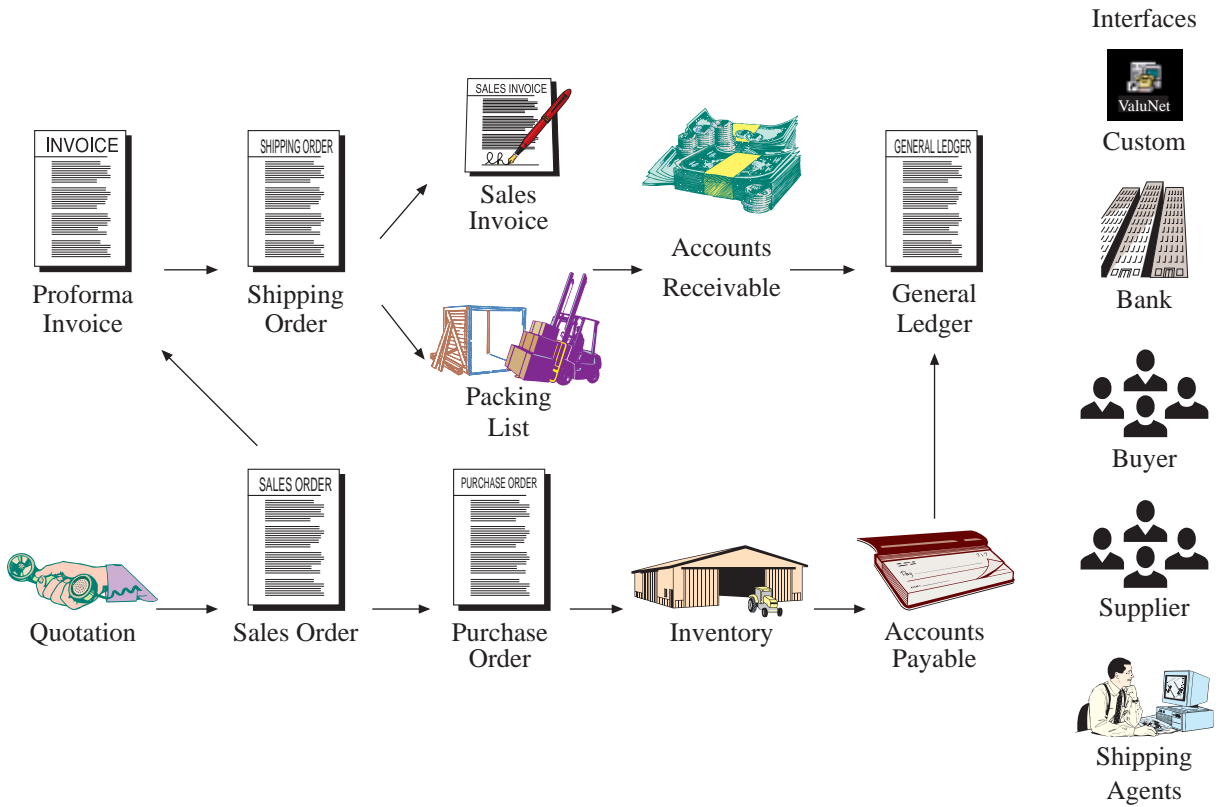 Interfaces
ValuNet
Custom
Bank
Buyer
Supplier
Shipping
Agents
INVOICE
Proforma
Invoice
SHIPPING ORDER
Shipping
Order
SALES INVOICE
Sales
Invoice
Packing
List
Accounts
Receivable
GENERAL LEDGER
General
Ledger
Quotation
SALES ORDER
Sales Order
PURCHASE ORDER
Purchase
Order
Inventory
Pay
Accounts
Payable